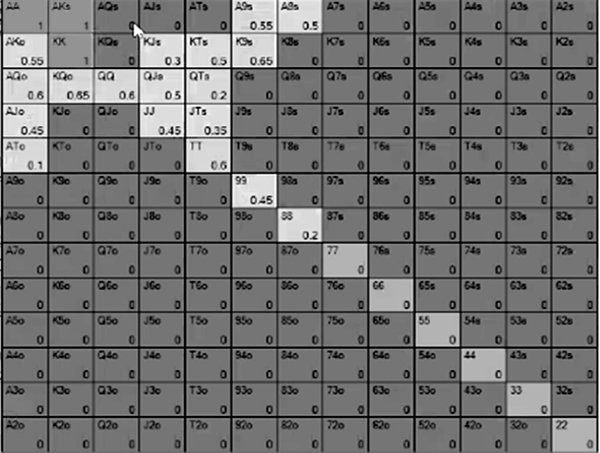 AA AKs AQs AJs ATs A9s A8s A7s A6s A5s A4s A3s A2s
1 1 0 0 0.55 0.5 0 0 0 0 0 0
AKo KK KQs KJs KTs K9s K8s K7s K6s K5s K4s K3s K2s
0.55 1 0 0.3 0.5 0.65 0 0 0 0 0 0 0
AQo KQo QQ QJs QTs Q9s Q8s Q7s Q6s Q5s Q4s Q3s Q2s
0.6 0.65 0.6 0.5 0.2 0 0 0 0 0 0 0 0
AJo KJo QJo JJ JTs J9s J8s J7s J6s J5s J4s J3s J2s
0.45 0 0 0.45 0.35 0 0 0 0 0 0 0 0
ATo KTo QTo JTo TT T9s T8s T7s T6s T5s T4s T3s T2s
0.1 0 0 0 0.6 0 0 0 0 0 0 0 0
A9o K9o Q9o J9o T9o 99 98s 97s 96s 95s 94s 93s 92s
0 0 0 0 0 0.45 0 0 0 0 0 0 0
A8o K8o Q8o J8o T8o 98o 88 87s 86s 85s 84s 83s 82s
0 0 0 0 0 0 0.2 0 0 0 0 0 0
A7o K7o Q7o J7o T7o 97o 87o 77 76s 75s 74s 73s 72s
0 0 0 0 0 0 0 0 0 0 0 0 0
A6o K6o Q6o J6o T6o 96o 86o 76o 66 65s 64s 63s 62s
0 0 0 0 0 0 0 0 0 0 0 0 0
A5o K5o Q5o J5o T5o 95o 85o 75o 65o 55 54s 53s 52s
0 0 0 0 0 0 0 0 0 0 0 0 0
A4o K4o Q4o J4o T4o 94o 84o 74o 64o 54o 44 43s 42s
0 0 0 0 0 0 0 0 0 0 0 0 0
A3o K3o Q3o J3o T3o 93o 83o 73o 63o 53o 43o 33 32s
0 0 0 0 0 0 0 0 0 0 0 0 0
A2o K2o Q2o J2o T2o 92o 82o 72o 62o 52o 42o 32o 22
0 0 0 0 0 0 0 0 0 0 0 0 0